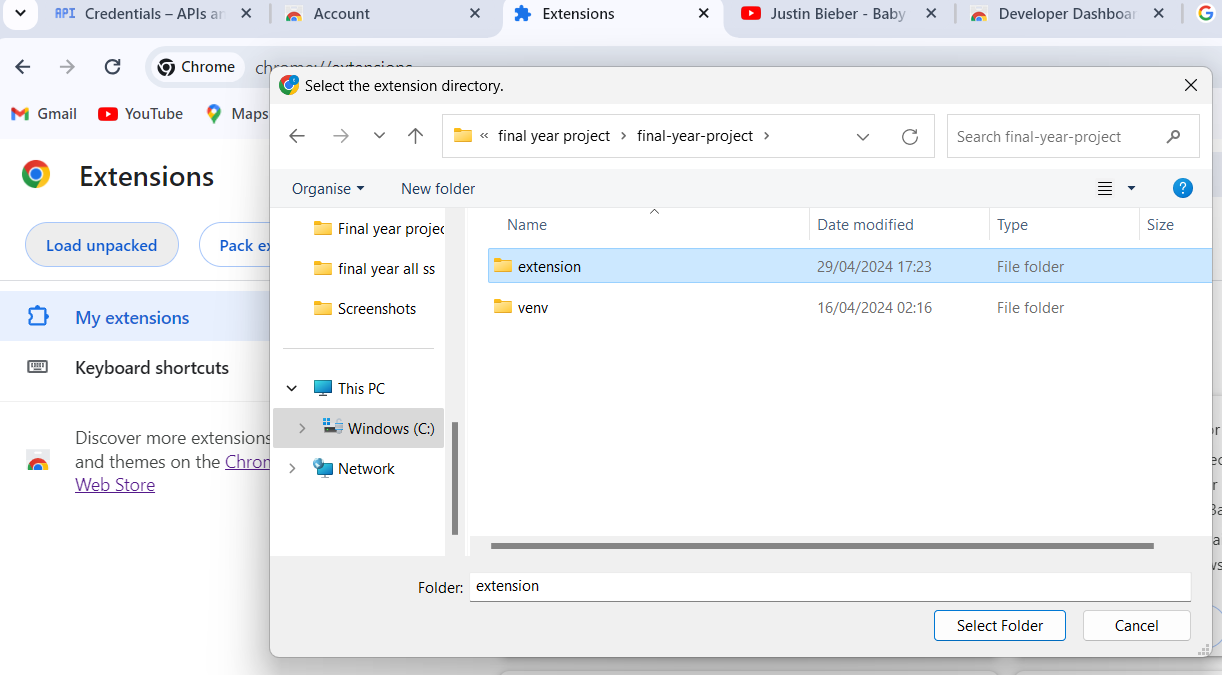 API Credentials – APIs an
Account
Extensions
Justin Bieber - Baby
Developer Dashboar
Chrome
chrome://extensions
Gmail
YouTube
Maps
Extensions
Load unpacked
Pack ex
My extensions
Keyboard shortcuts
Discover more extensions
and themes on the Chrom
Web Store
Select the extension directory.
« final year project › final-year-project ›
Search final-year-project
Organise
New folder
Final year projec
final year all ss
Screenshots
This PC
Windows (C:)
Network
Name
Date modified
Type
Size
extension
29/04/2024 17:23
File folder
venv
16/04/2024 02:16
File folder
Folder:
extension
Select Folder
Cancel